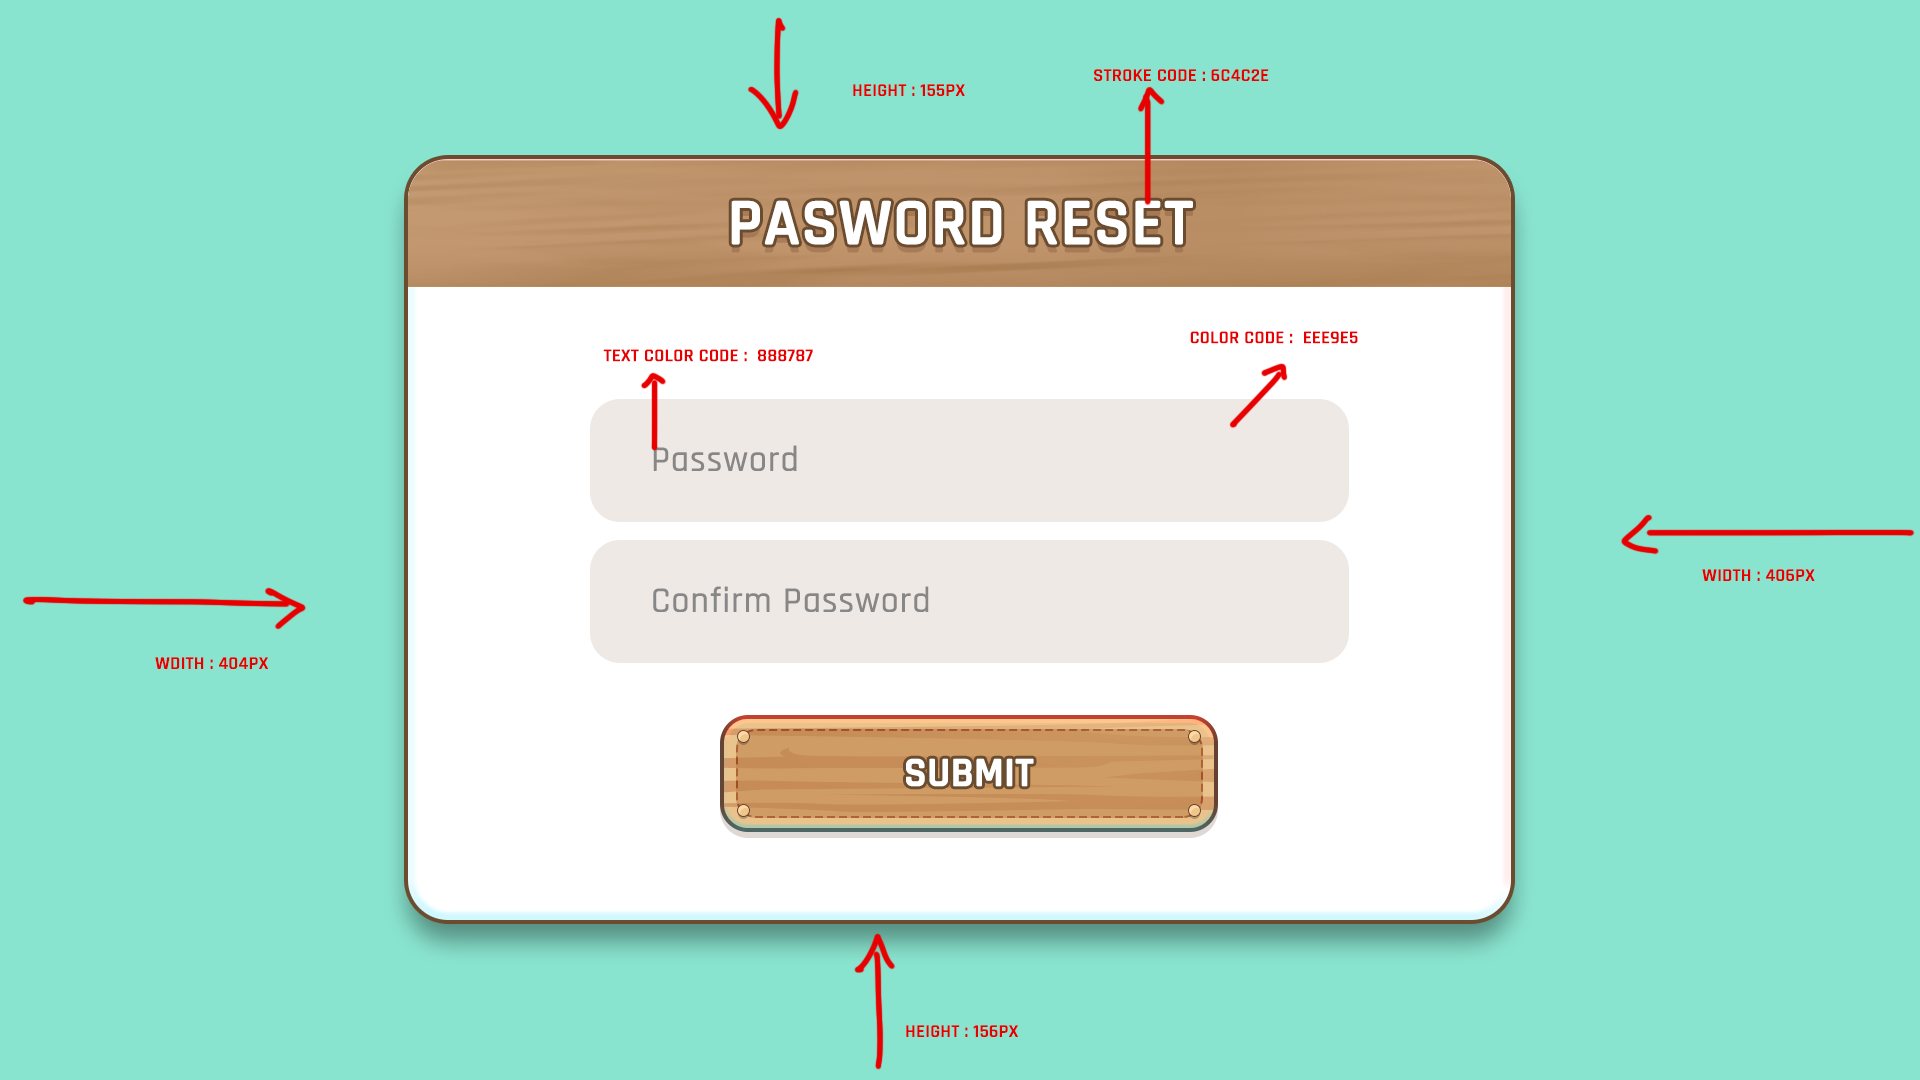 STROKE CODE : 6C4C2E
HEIGHT : 155PX
PASWORD RESET
COLOR CODE : EEE9E5
TEXT COLOR CODE : 888787
Password
WIDTH : 406PX
Confirm Password
WDITH : 404PX
SUBMIT
HEIGHT : 156PX